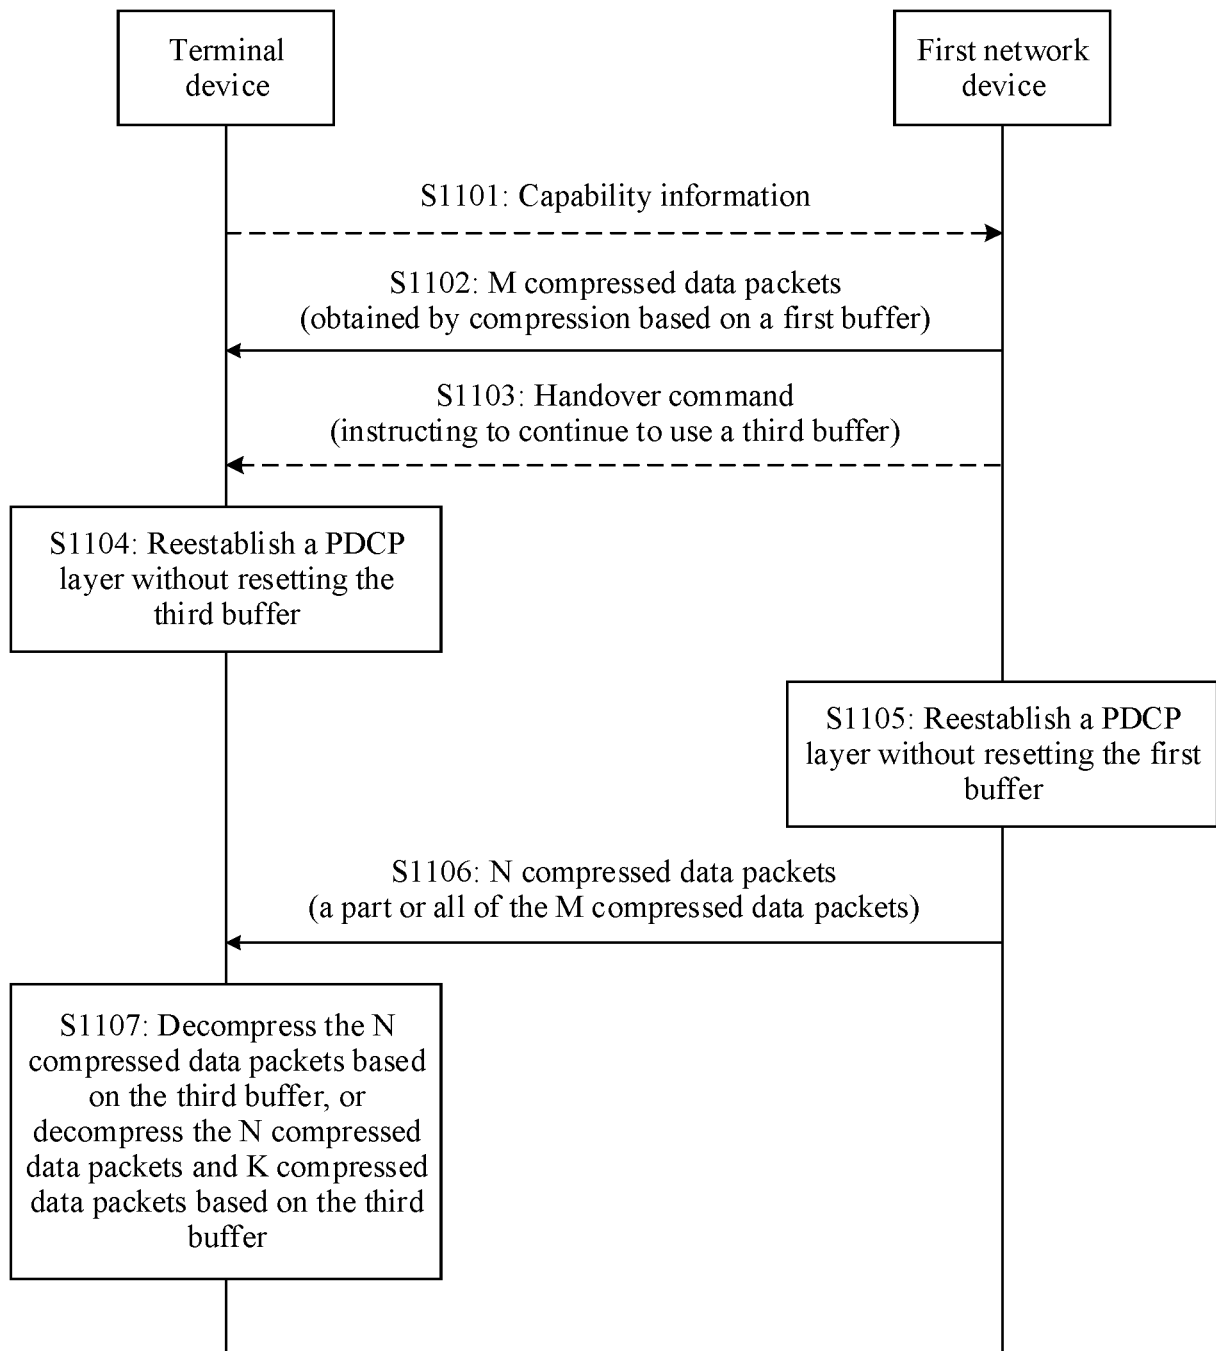 Terminal
device
First network
device
S1101: Capability information
S1102: M compressed data packets
(obtained by compression based on a first buffer)
S1103: Handover command
(instructing to continue to use a third buffer)
S1104: Reestablish a PDCP
layer without resetting the
third buffer
S1105: Reestablish a PDCP
layer without resetting the first
buffer
S1106: N compressed data packets
(a part or all of the M compressed data packets)
S1107: Decompress the N
compressed data packets based
on the third buffer, or
decompress the N compressed
data packets and K compressed
data packets based on the third
buffer